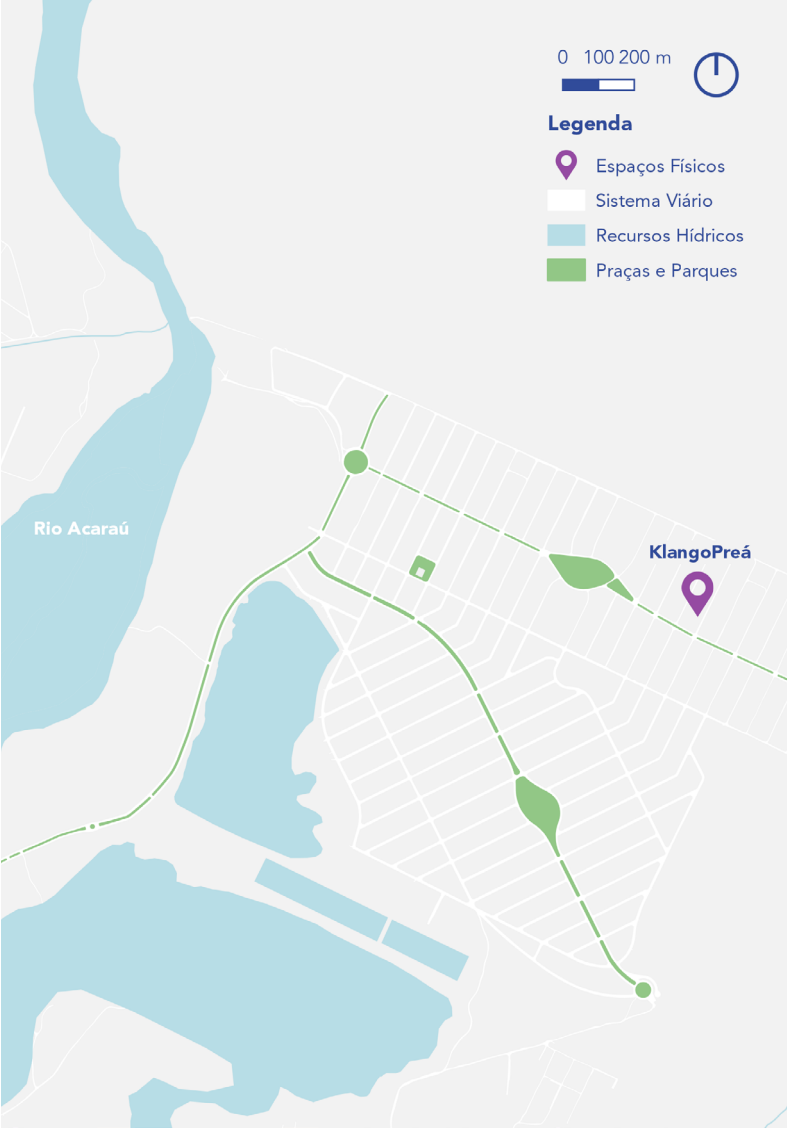 0 100 200 m
Legenda
Espaços Físicos
Sistema Viário
Recursos Hídricos
Praças e Parques
Rio Acaraú
KlangoPreá